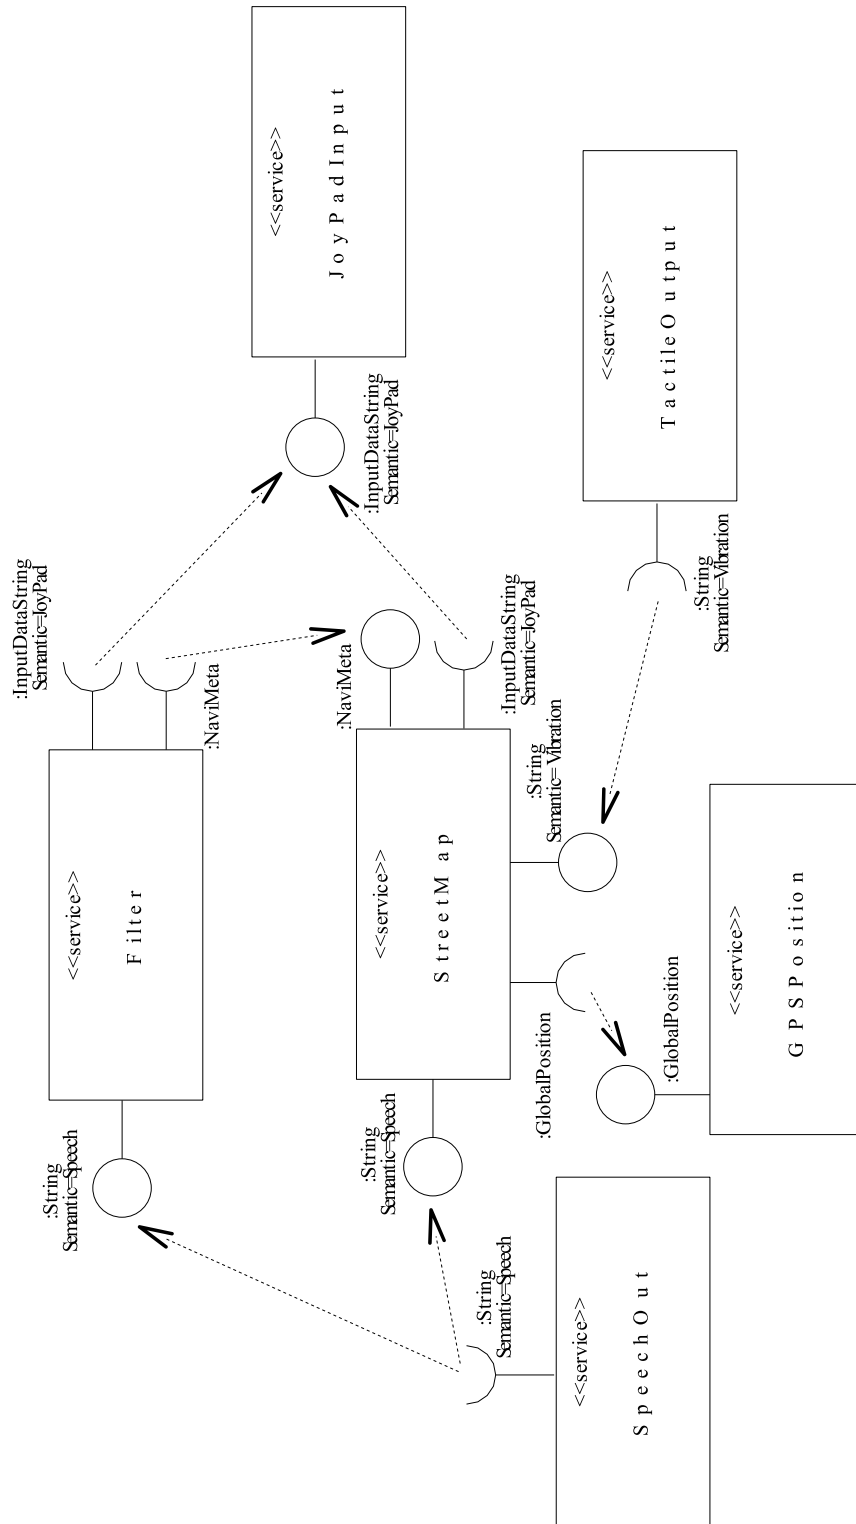 <<service>>
JoyPadInput
:InputDataString
Semantic=JoyPad
<<service>>
TactileOutput
:String
Semantic=Vibration
:InputDataString
Semantic=JoyPad
:NaviMeta
<<service>>
Filter
:String
Semantic=Speech
:NaviMeta
:InputDataString
Semantic=JoyPad
:String
Semantic=Vibration
<<service>>
StreetMap
:GlobalPosition
:String
Semantic=Speech
:GlobalPosition
<<service>>
GPSPosition
:String
Semantic=Speech
<<service>>
SpeechOut